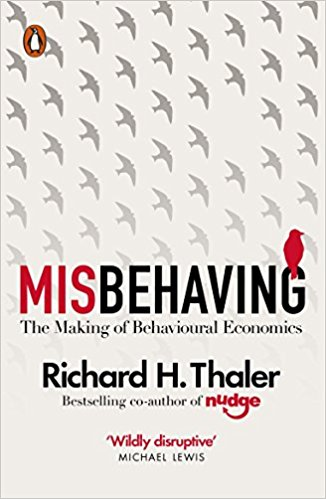 MISBEHAVING
The Making of Behavioural Economics
Richard H. Thaler
Bestselling co-author of nudge
'Wildly disruptive'
MICHAEL LEWIS